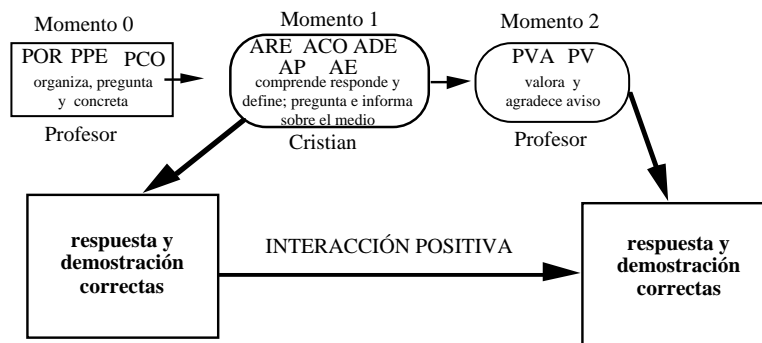 Momento 0
POR PPE PCO
organiza, pregunta
y concreta
Profesor
Momento 1
ARE ACO ADE
AP AE
comprende responde y
define; pregunta e informa
sobre el medio
Cristian
Momento 2
PVA PV
valora y
agradece aviso
Profesor
respuesta y
demostración
correctas
INTERACCIÓN POSITIVA
respuesta y
demostración
correctas